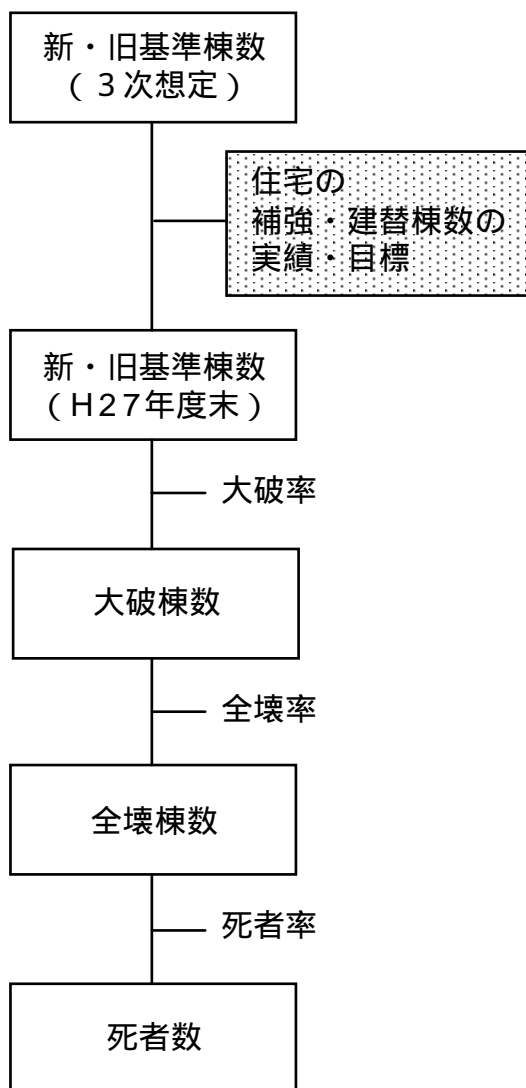 新・旧基準棟数
（３次想定）
住宅の
補強・建替棟数の
実績・目標
新・旧基準棟数
（H27年度末）
大破率
大破棟数
全壊率
全壊棟数
死者率
死者数